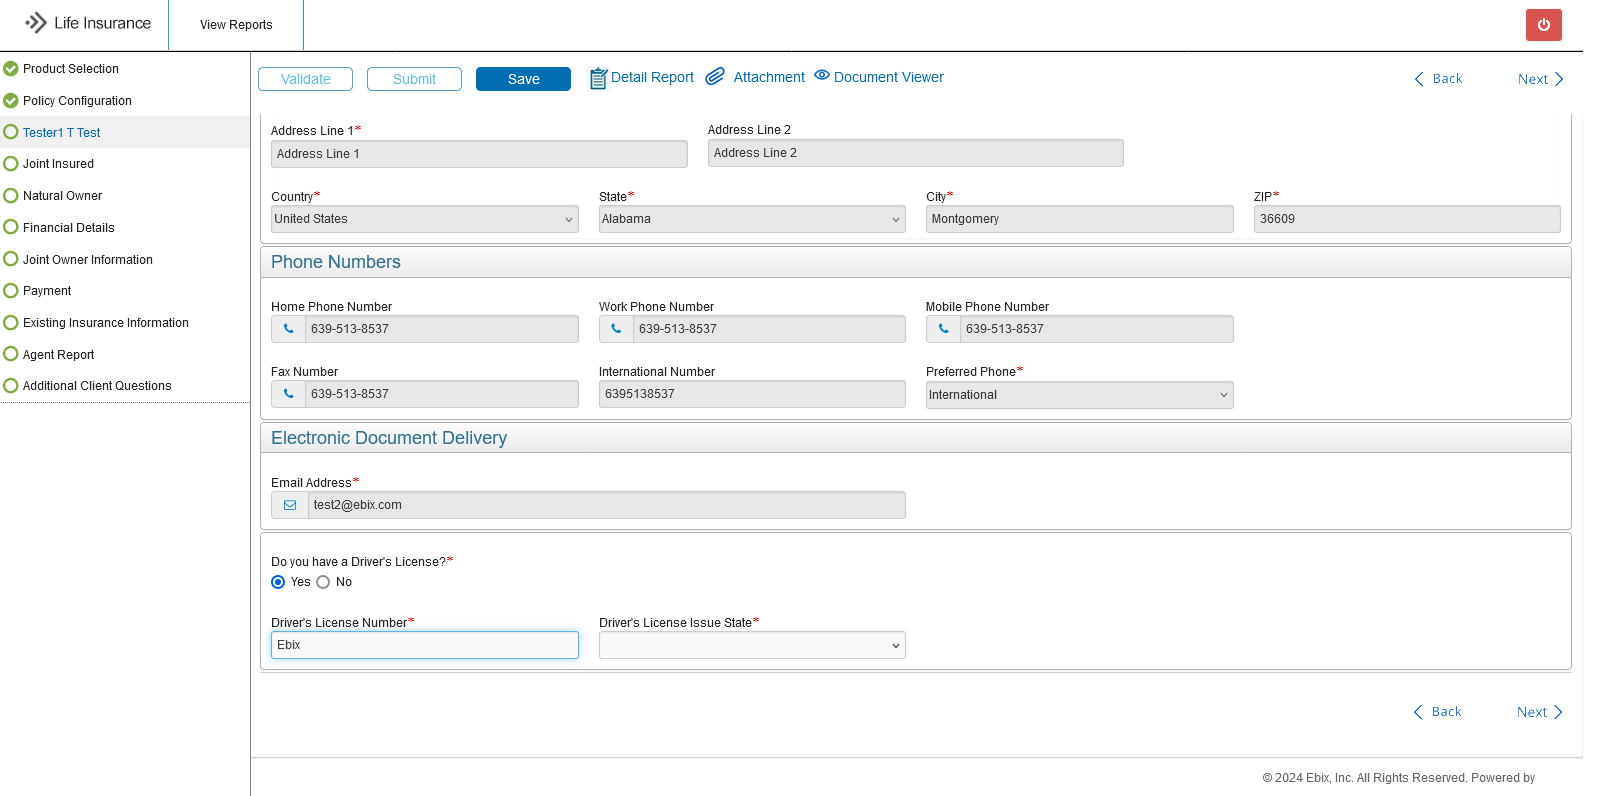 Life Insurance
View Reports
Product Selection
Policy Configuration
Tester1 T Test
Joint Insured
Natural Owner
Financial Details
Joint Owner Information
Payment
Existing Insurance Information
Agent Report
Additional Client Questions
Validate Submit Save Detail Report Attachment Document Viewer Back Next
Address Line 1* Address Line 2
Address Line 1 Address Line 2
Country* State* City* ZIP*
United States Alabama Montgomery 36609
Phone Numbers
Home Phone Number Work Phone Number Mobile Phone Number
639-513-8537 639-513-8537 639-513-8537
Fax Number International Number Preferred Phone*
639-513-8537 6395138537 International
Electronic Document Delivery
Email Address*
test2@ebix.com
Do you have a Driver's License?*
Yes No
Driver's License Number* Driver's License Issue State*
Ebix
Back Next
© 2024 Ebix, Inc. All Rights Reserved. Powered by